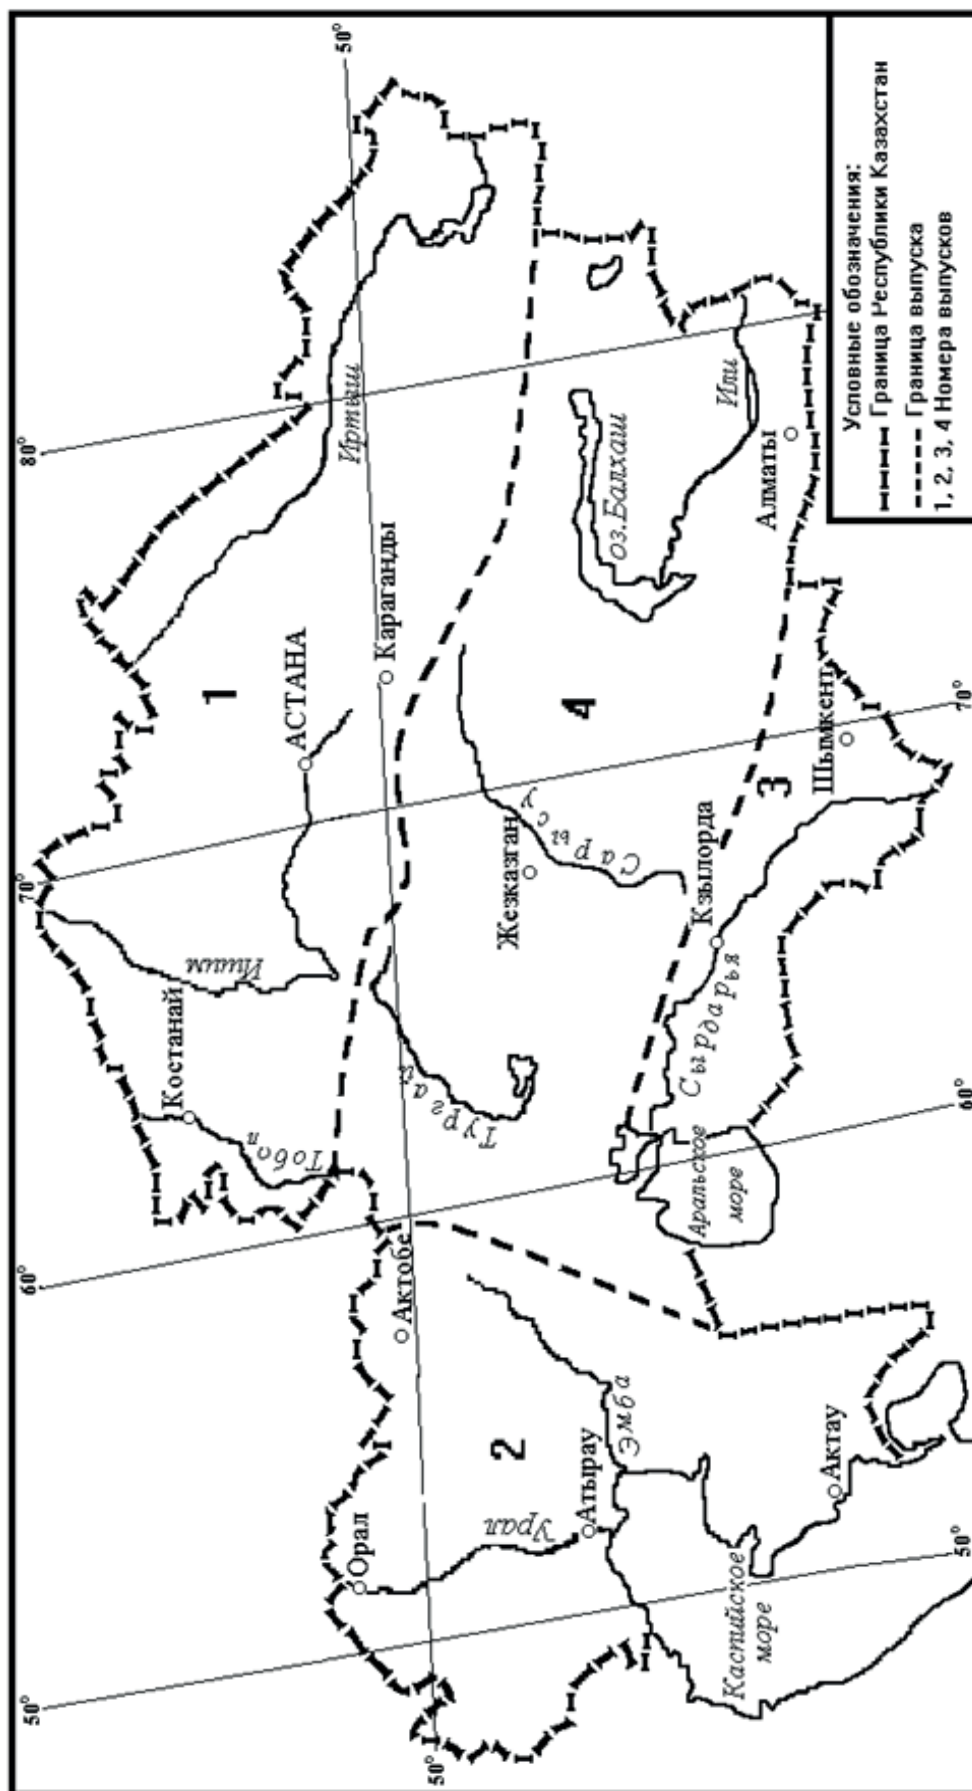 50°
60°
70°
80°
50°
1
Костанай
Тобол
Ишим
АСТАНА
Иртыш
Караганды
50°
Орал
Урал
2
Актобе
Атырау
Эмба
Тургай
Жезказган
Сарысу
4
оз.Балхаш
Или
Алматы
Каспийское
море
Актау
Аральское
море
Сырдарья
Кзылорда
3
Шымкент
50°
60°
70°
Условные обозначения:
Граница Республики Казахстан
Граница выпуска
1, 2, 3, 4 Номера выпусков